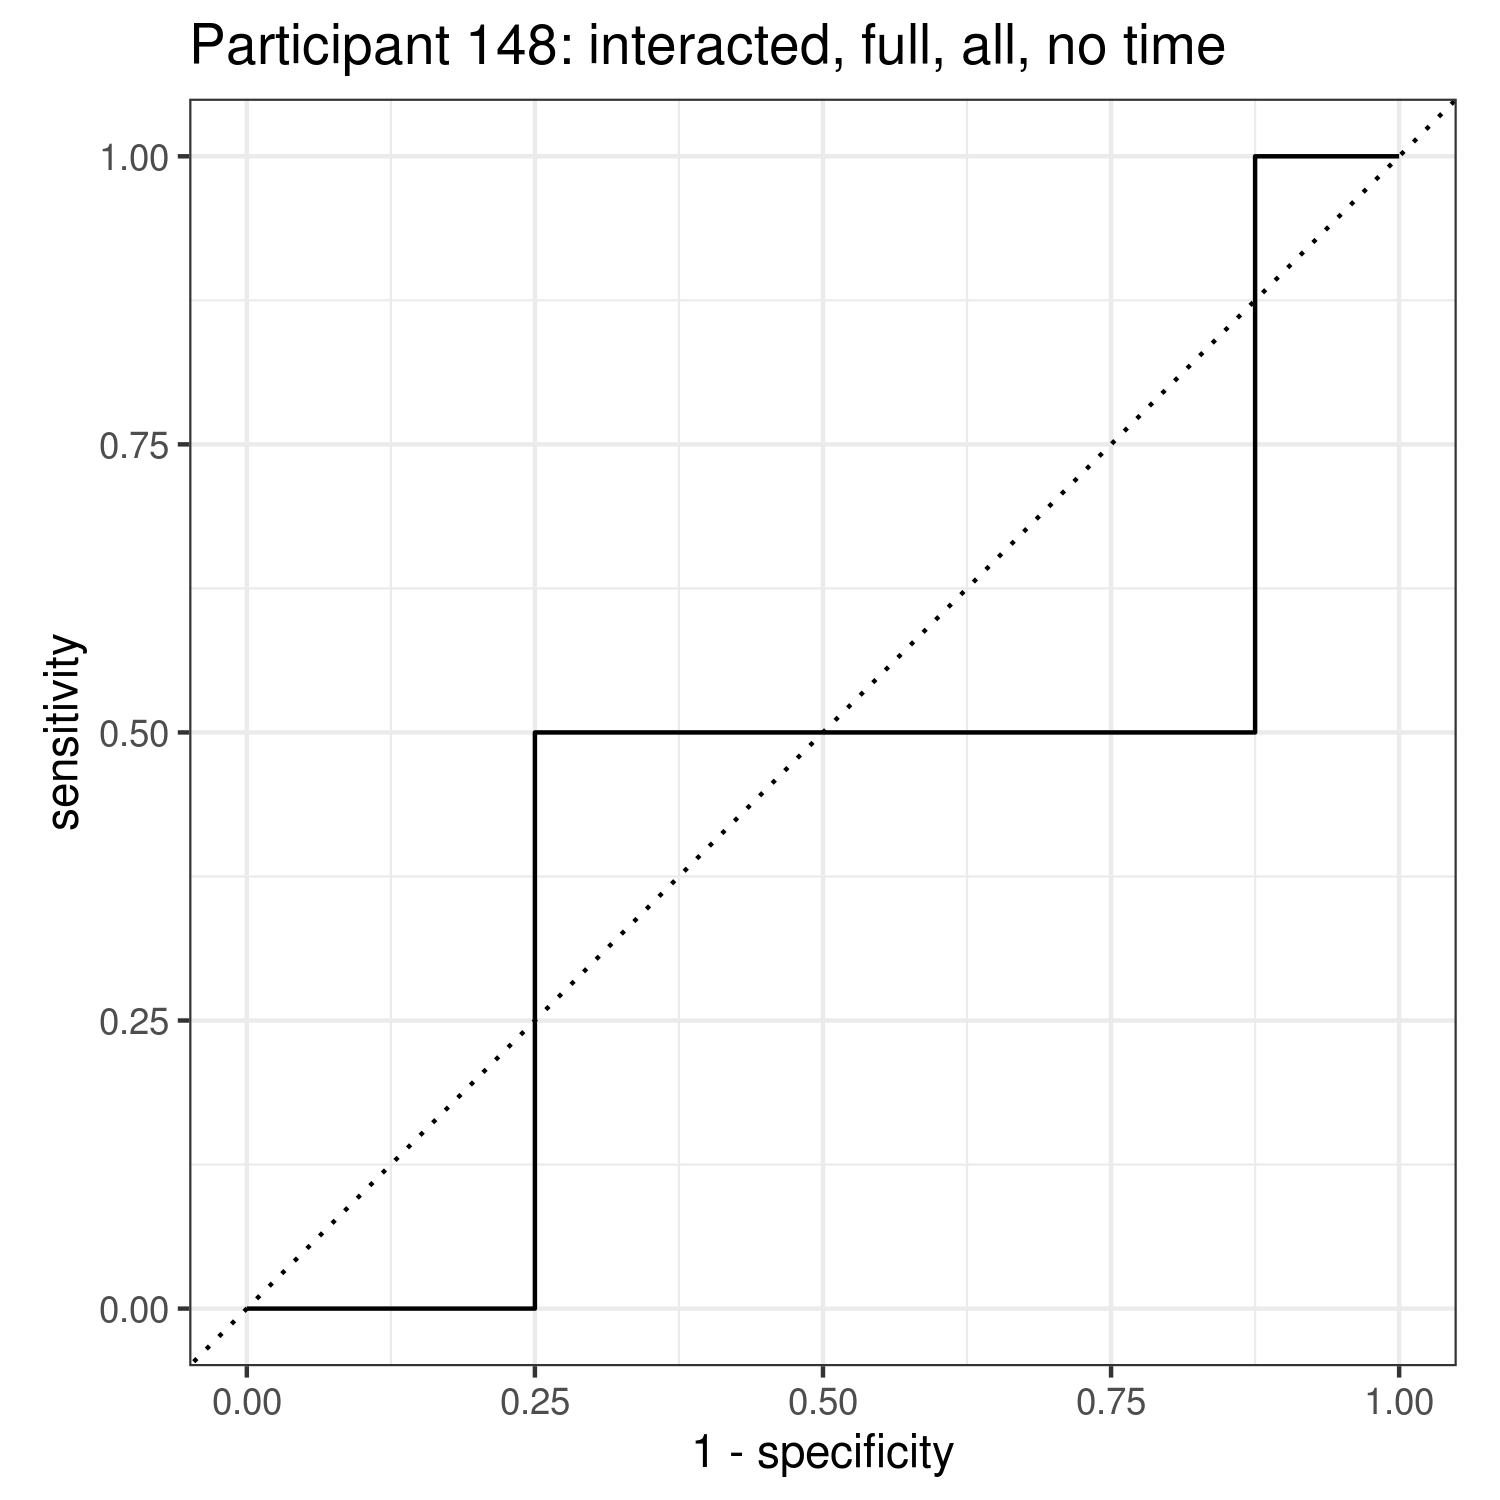 Participant 148: interacted, full, all, no time
1.00
0.75
0.50
0.25
0.00
sensitivity
0.00 0.25 0.50 0.75 1.00
1 - specificity